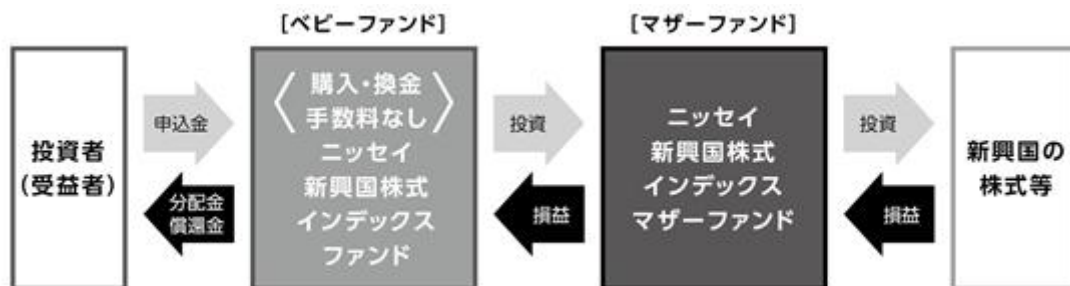 [ベビーファンド]
[マザーファンド]
投資者
(受益者)
申込金
分配金
償還金
〈購入・換金
手数料なし〉
ニッセイ
新興国株式
インデックス
ファンド
投資
損益
ニッセイ
新興国株式
インデックス
マザーファンド
投資
損益
新興国の
株式等